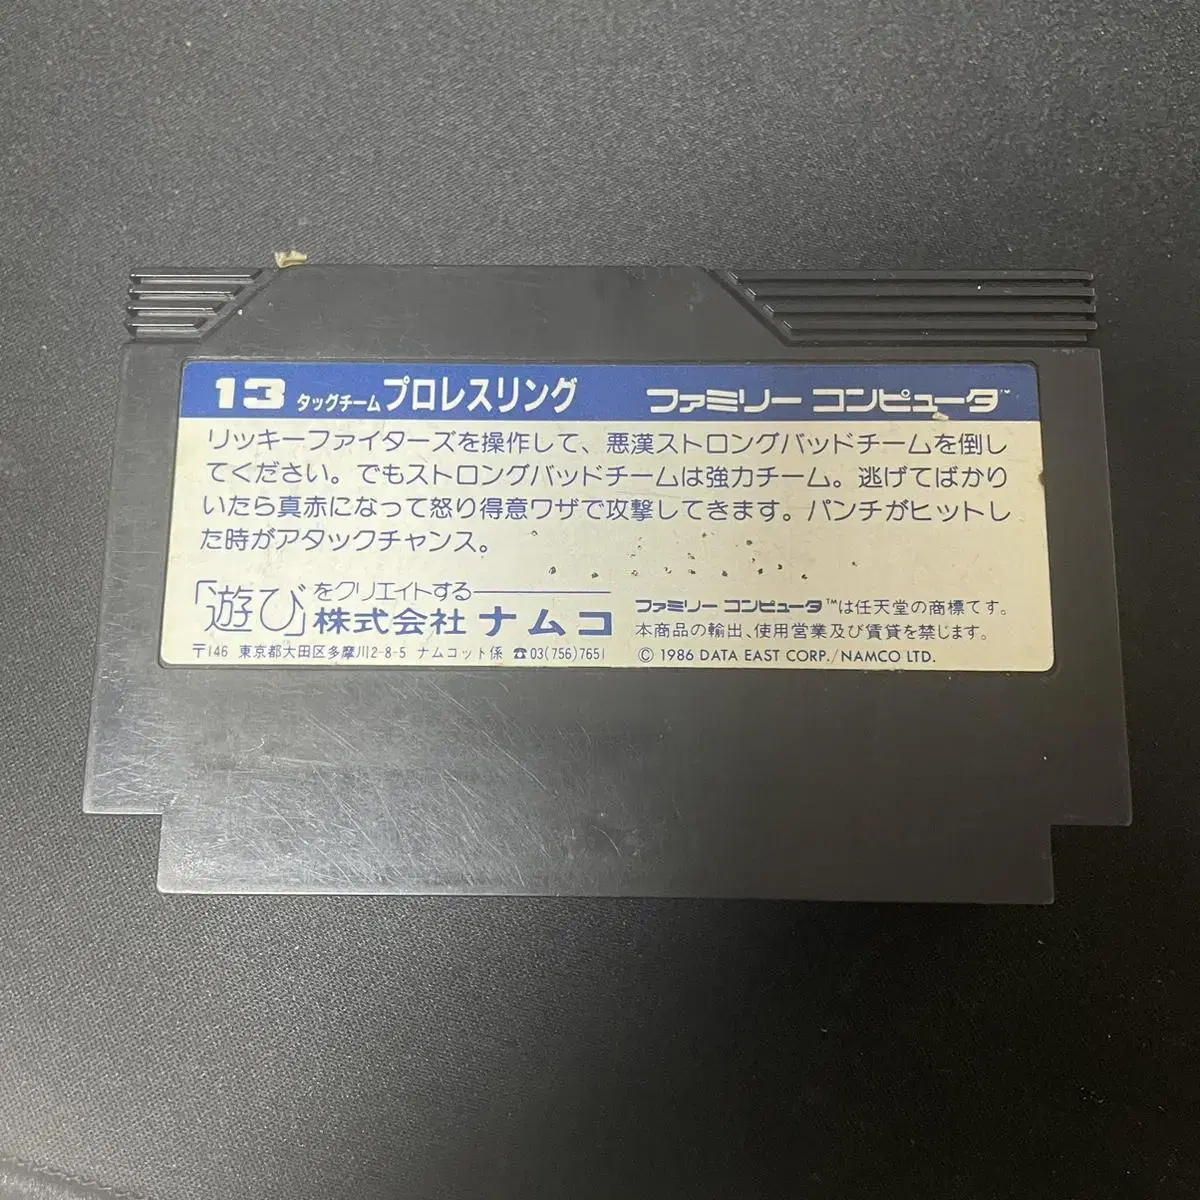 13 タッグチーム プロレスリング ファミリー コンピュータ™
リッキーファイターズを操作して、悪漢ストロングバッドチームを倒し
てください。でもストロングバッドチームは強力チーム。逃げてばかり
いたら真赤になって怒り得意ワザで攻撃してきます。パンチがヒットし
た時がアタックチャンス。
「遊び」をクリエイトする
株式会社 ナムコ
〒146 東京都大田区多摩川2-8-5 ナムコット係 ☎03(756)7651
ファミリー コンピュータ™は任天堂の商標てす。
本商品の輸出、使用営業及び賃貸を禁じます。
© 1986 DATA EAST CORP./NAMCO LTD.